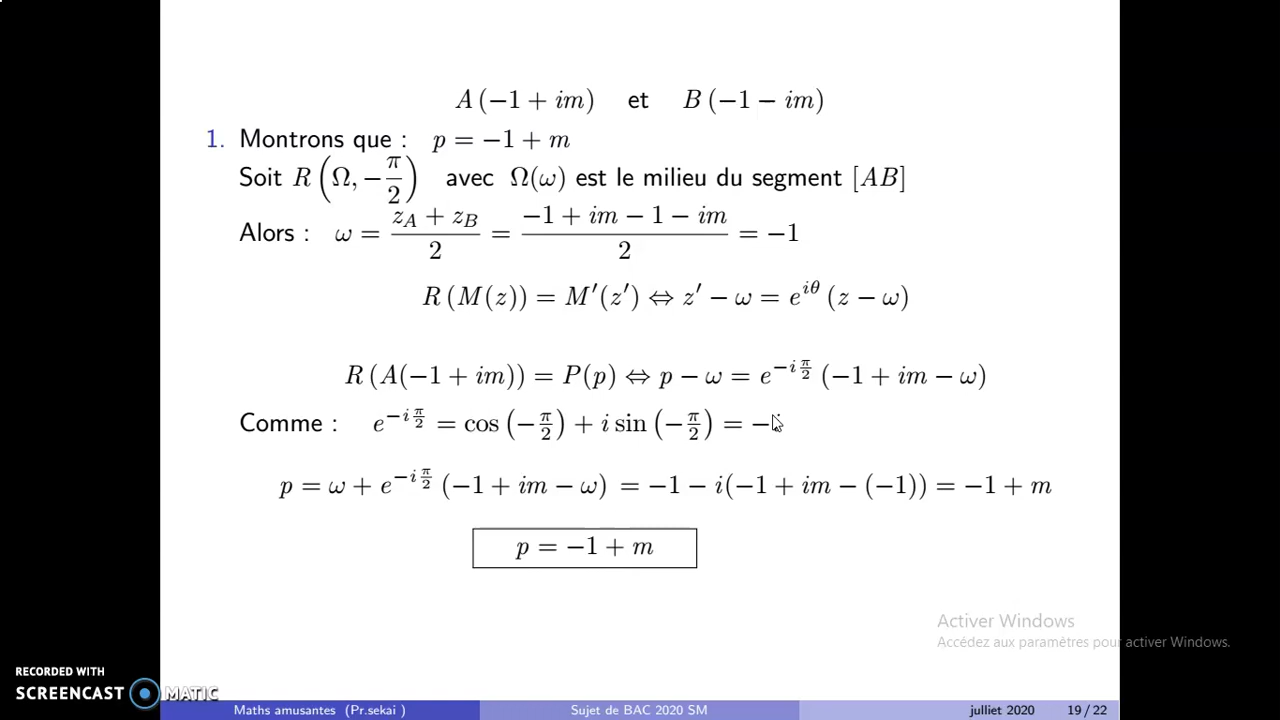 A (−1 + im) et B (−1 − im)
1. Montrons que : p = −1 + m
Soit R(Ω, −π/2) avec Ω(ω) est le milieu du segment [AB]
Alors : ω = (z_A + z_B)/2 = (−1 + im − 1 − im)/2 = −1
R (M(z)) = M′(z′) ⇔ z′ − ω = e^{iθ} (z − ω)
R (A(−1 + im)) = P(p) ⇔ p − ω = e^{−iπ/2} (−1 + im − ω)
Comme : e^{−iπ/2} = cos (−π/2) + i sin (−π/2) = −i
p = ω + e^{−iπ/2} (−1 + im − ω) = −1 − i(−1 + im − (−1)) = −1 + m
p = −1 + m
Activer Windows
Accédez aux paramètres pour activer Windows.
RECORDED WITH
SCREENCAST MATIC
Maths amusantes (Pr.sekai ) Sujet de BAC 2020 SM julliet 2020 19 / 22